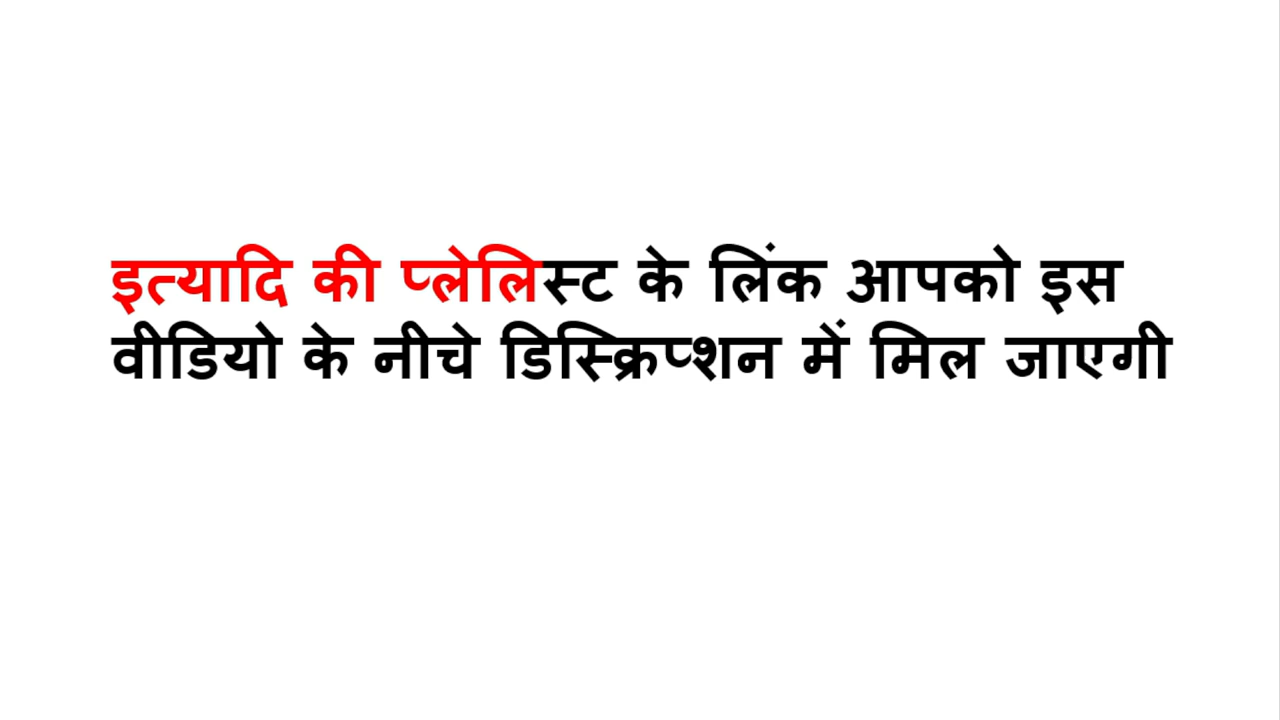 इत्यादि की प्लेलिस्ट के लिंक आपको इस
वीडियो के नीचे डिस्क्रिप्शन में मिल जाएगी